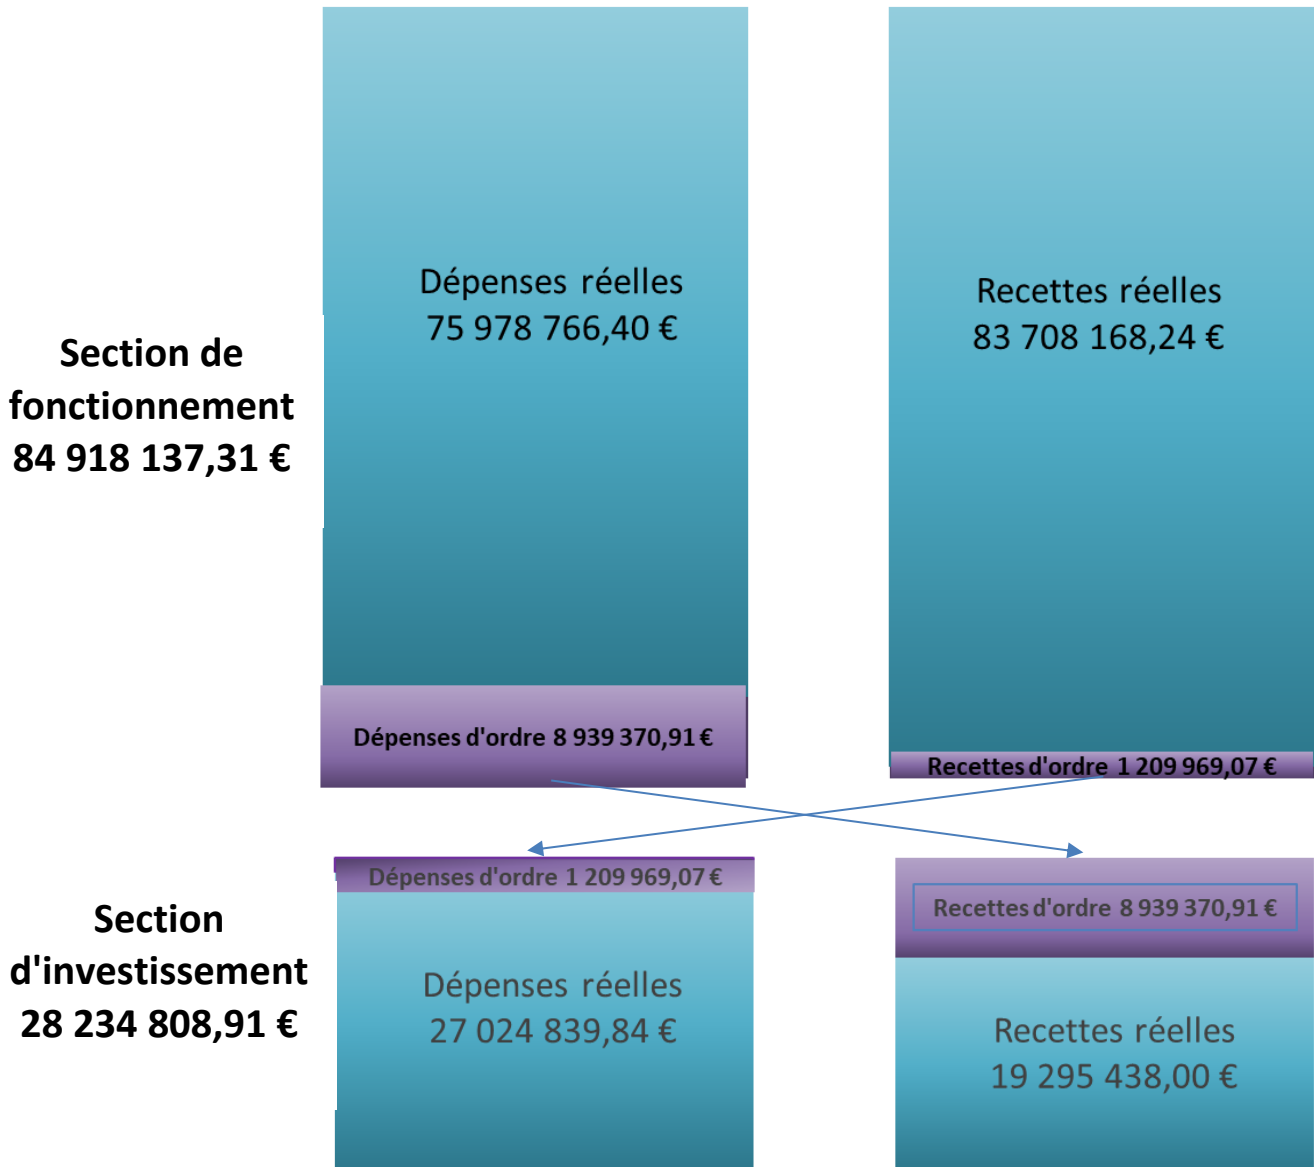 Section de
fonctionnement
84 918 137,31 €
Dépenses réelles
75 978 766,40 €
Recettes réelles
83 708 168,24 €
Dépenses d'ordre 8 939 370,91 €
Recettes d'ordre 1 209 969,07 €
Section
d'investissement
28 234 808,91 €
Dépenses d'ordre 1 209 969,07 €
Recettes d'ordre 8 939 370,91 €
Dépenses réelles
27 024 839,84 €
Recettes réelles
19 295 438,00 €